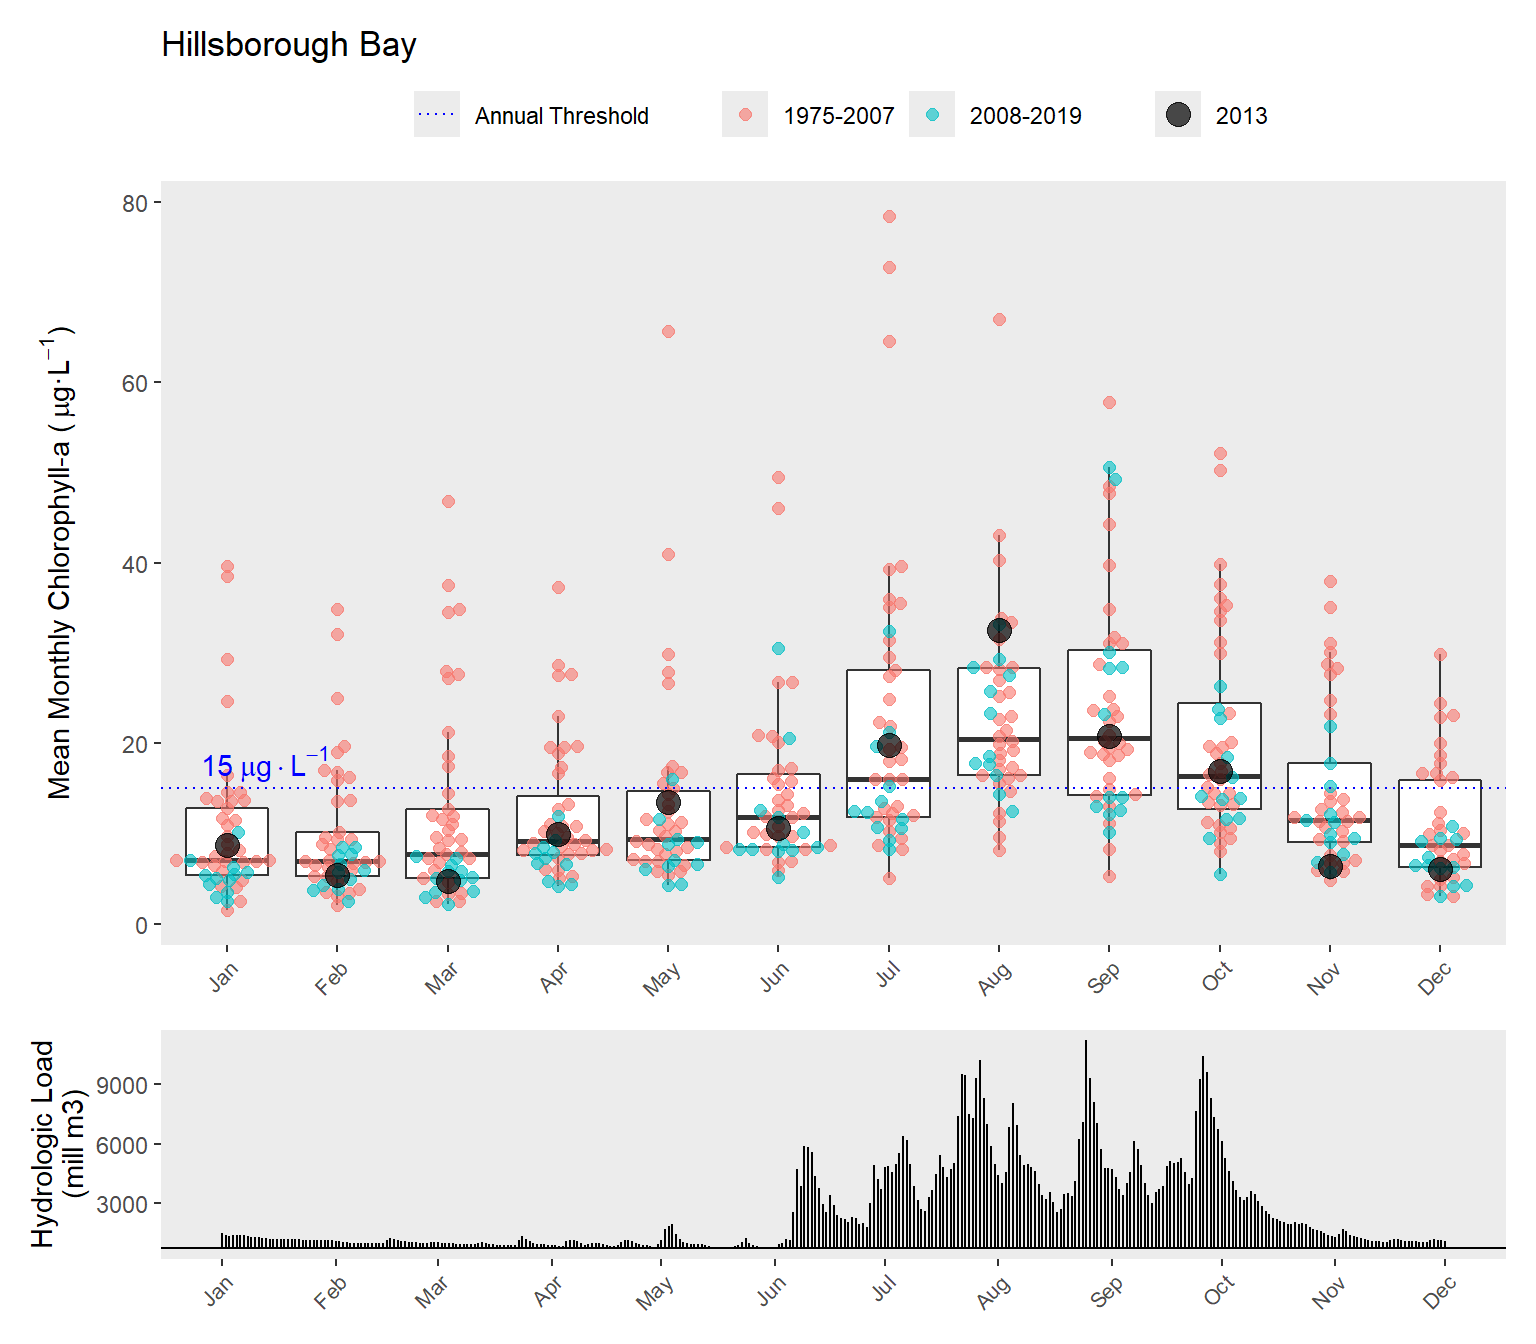 Hillsborough Bay
Annual Threshold 1975-2007 2008-2019 2013
Mean Monthly Chlorophyll-a ( μg·L⁻¹)
80
60
40
20
0
15 μg · L⁻¹
Jan Feb Mar Apr May Jun Jul Aug Sep Oct Nov Dec
Hydrologic Load
(mill m3)
9000
6000
3000
Jan Feb Mar Apr May Jun Jul Aug Sep Oct Nov Dec